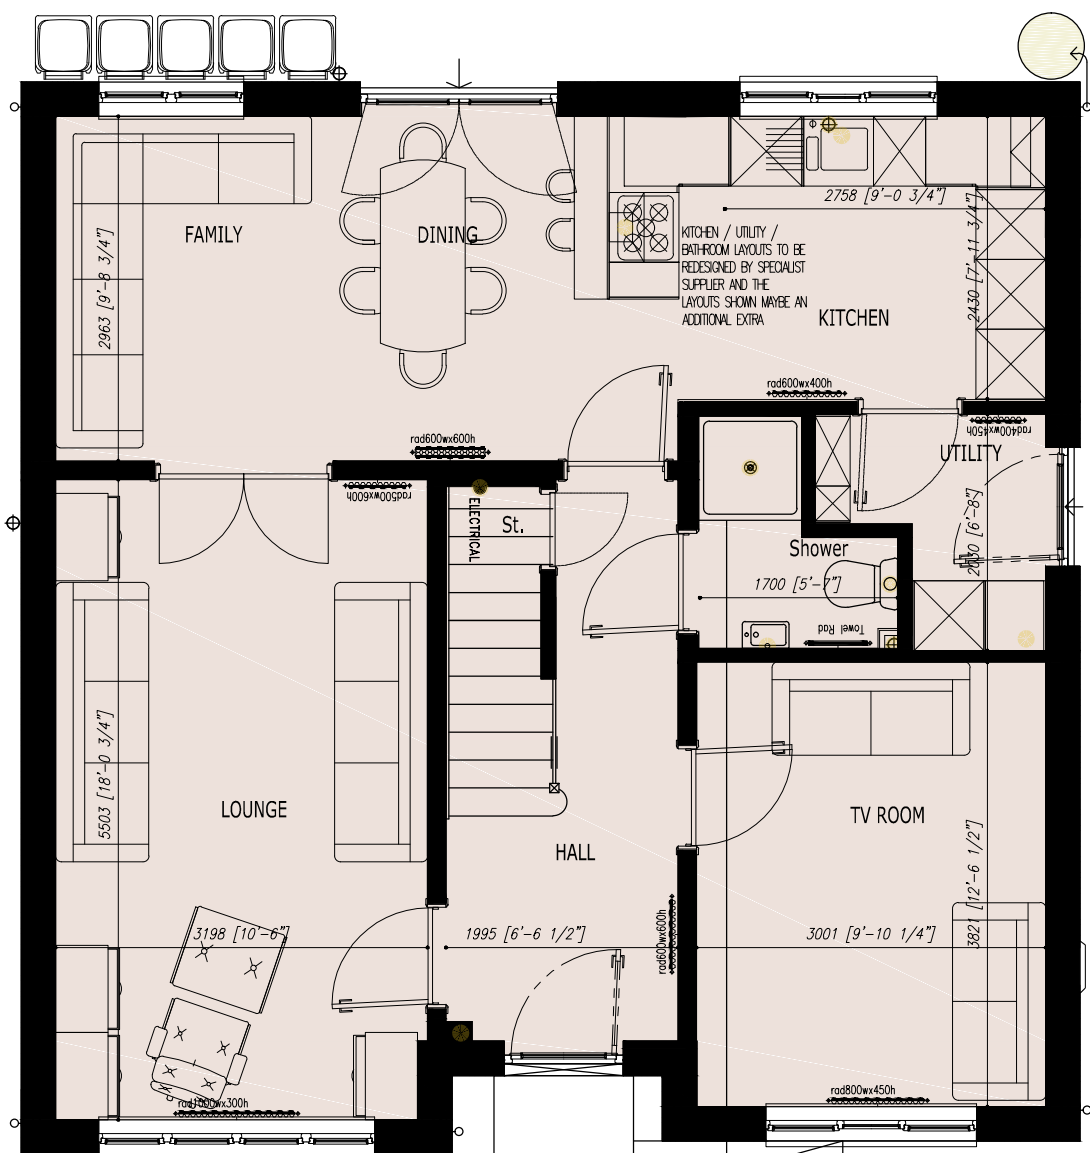 FAMILY
DINING
2758 [9'-0 3/4"]
KITCHEN / UTILITY /
BATHROOM LAYOUTS TO BE
REDESIGNED BY SPECIALIST
SUPPLIER AND THE
LAYOUTS SHOWN MAYBE AN
ADDITIONAL EXTRA
KITCHEN
2430 [7'-11 3/4"]
2963 [9'-8 3/4"]
rad600wx400h
rad600wx600h
rad400wx450h
UTILITY
rad500wx600h
ELECTRICAL
St.
2030 [6'-8"]
Shower
1700 [5'-7"]
Towel Rad
5503 [18'-0 3/4"]
LOUNGE
HALL
TV ROOM
3821 [12'-6 1/2"]
3198 [10'-6"]
1995 [6'-6 1/2"]
rad600wx600h
3001 [9'-10 1/4"]
rad1000wx300h
rad800wx450h